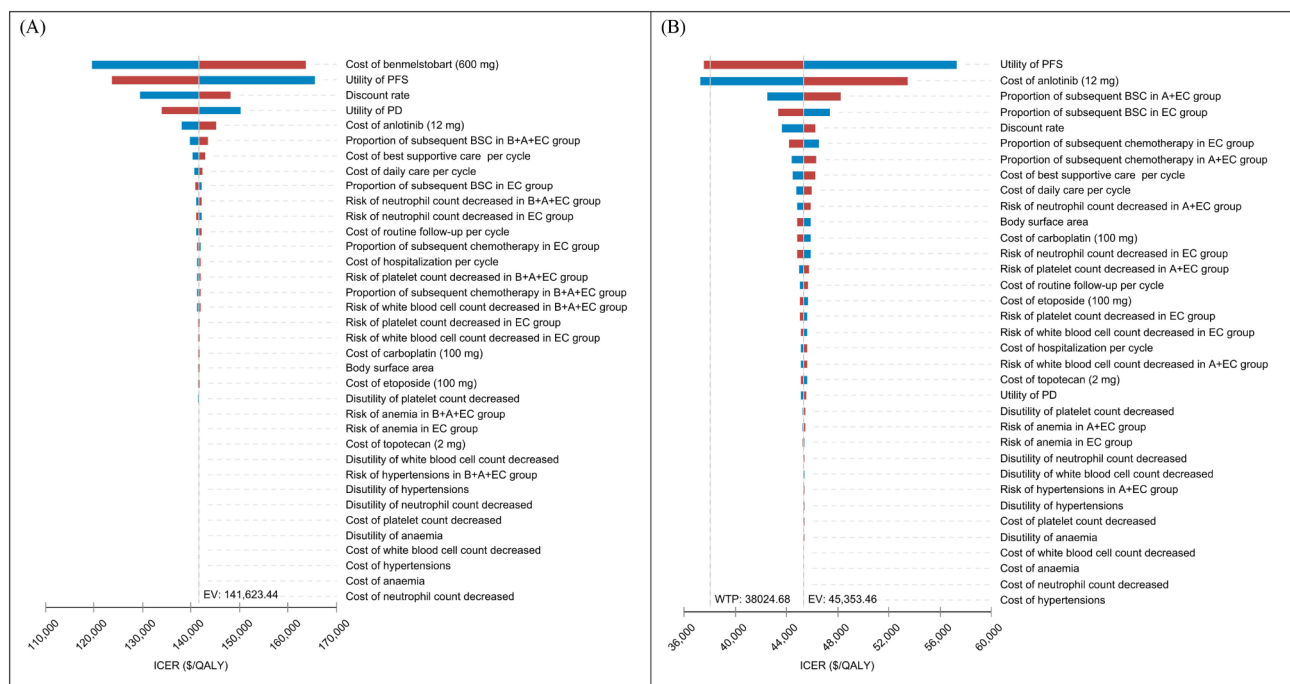 (A)
Cost of benmelstobart (600 mg)
Utility of PFS
Discount rate
Utility of PD
Cost of anlotinib (12 mg)
Proportion of subsequent BSC in B+A+EC group
Cost of best supportive care per cycle
Cost of daily care per cycle
Proportion of subsequent BSC in EC group
Risk of neutrophil count decreased in B+A+EC group
Risk of neutrophil count decreased in EC group
Cost of routine follow-up per cycle
Proportion of subsequent chemotherapy in EC group
Cost of hospitalization per cycle
Risk of platelet count decreased in B+A+EC group
Proportion of subsequent chemotherapy in B+A+EC group
Risk of white blood cell count decreased in B+A+EC group
Risk of platelet count decreased in EC group
Risk of white blood cell count decreased in EC group
Cost of carboplatin (100 mg)
Body surface area
Cost of etoposide (100 mg)
Disutility of platelet count decreased
Risk of anemia in B+A+EC group
Risk of anemia in EC group
Cost of topotecan (2 mg)
Disutility of white blood cell count decreased
Risk of hypertensions in B+A+EC group
Disutility of hypertensions
Disutility of neutrophil count decreased
Cost of platelet count decreased
Disutility of anaemia
Cost of white blood cell count decreased
Cost of hypertensions
Cost of anaemia
EV: 141,623.44
Cost of neutrophil count decreased
110,000
120,000
130,000
140,000
150,000
160,000
170,000
ICER ($/QALY)
(B)
Utility of PFS
Cost of anlotinib (12 mg)
Proportion of subsequent BSC in A+EC group
Proportion of subsequent BSC in EC group
Discount rate
Proportion of subsequent chemotherapy in EC group
Proportion of subsequent chemotherapy in A+EC group
Cost of best supportive care per cycle
Cost of daily care per cycle
Risk of neutrophil count decreased in A+EC group
Body surface area
Cost of carboplatin (100 mg)
Risk of neutrophil count decreased in EC group
Risk of platelet count decreased in A+EC group
Cost of routine follow-up per cycle
Cost of etoposide (100 mg)
Risk of platelet count decreased in EC group
Risk of white blood cell count decreased in EC group
Cost of hospitalization per cycle
Risk of white blood cell count decreased in A+EC group
Cost of topotecan (2 mg)
Utility of PD
Disutility of platelet count decreased
Risk of anemia in A+EC group
Risk of anemia in EC group
Disutility of neutrophil count decreased
Disutility of white blood cell count decreased
Risk of hypertensions in A+EC group
Disutility of hypertensions
Cost of platelet count decreased
Disutility of anaemia
Cost of white blood cell count decreased
Cost of anaemia
Cost of neutrophil count decreased
WTP: 38024.68
EV: 45,353.46
Cost of hypertensions
36,000
40,000
44,000
48,000
52,000
56,000
60,000
ICER ($/QALY)